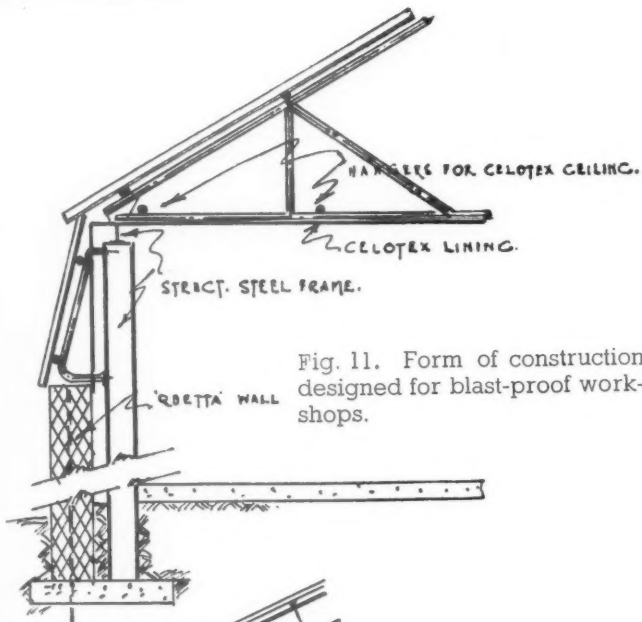 HANGERS FOR CELOTEX CEILING.
CELOTEX LINING.
STRUCT. STEEL FRAME.
'QUETTA' WALL
Fig. 11. Form of construction
designed for blast-proof work-
shops.